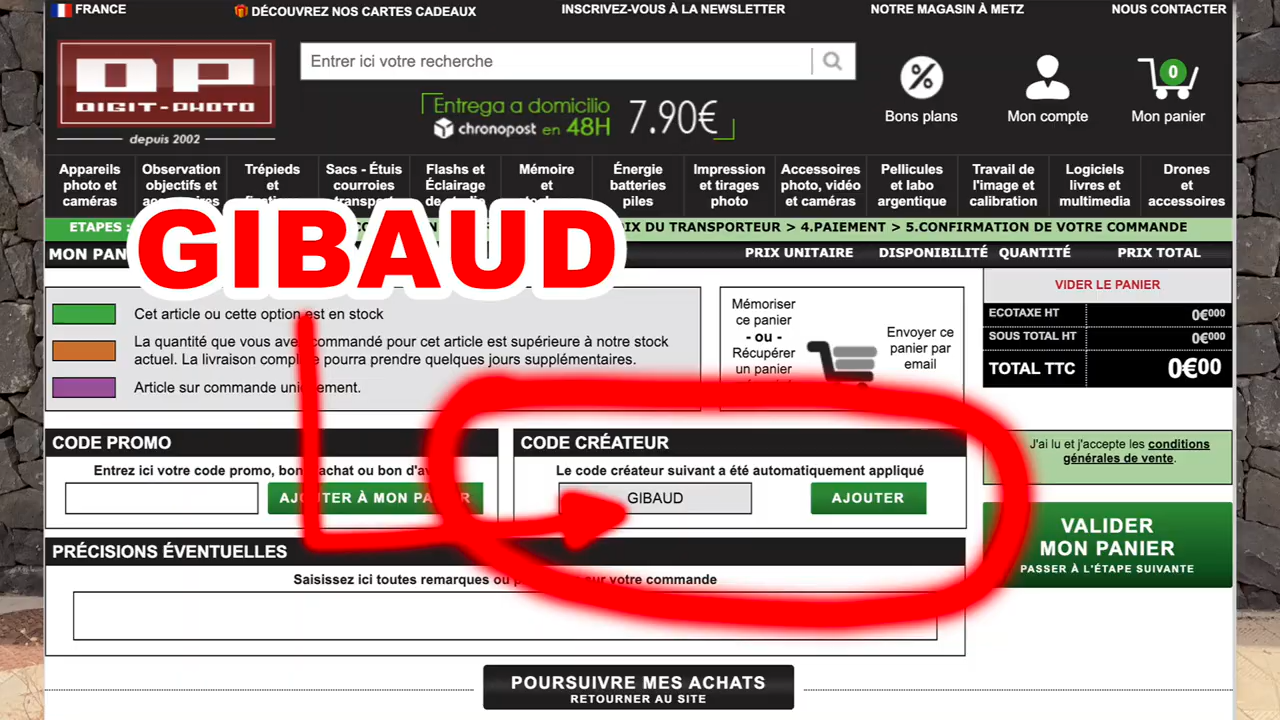 FRANCE
DÉCOUVREZ NOS CARTES CADEAUX
INSCRIVEZ-VOUS À LA NEWSLETTER
NOTRE MAGASIN À METZ
NOUS CONTACTER
DP
DIGIT-PHOTO
depuis 2002
Entrer ici votre recherche
Entrega a domicilio
chronopost en 48H
7.90€
%
Bons plans
Mon compte
0
Mon panier
Appareils
photo et
caméras
Observation
objectifs et
Trépieds
et
Sacs - Étuis
courroies
Flashs et
Éclairage
Mémoire
et
Énergie
batteries
piles
Impression
et tirages
photo
Accessoires
photo, vidéo
et caméras
Pellicules
et labo
argentique
Travail de
l'image et
calibration
Logiciels
livres et
multimedia
Drones
et
accessoires
ETAPES :
DU TRANSPORTEUR > 4.PAIEMENT > 5.CONFIRMATION DE VOTRE COMMANDE
GIBAUD
MON
PRIX UNITAIRE
DISPONIBILITÉ
QUANTITÉ
PRIX TOTAL
Cet article ou cette option est en stock
La quantité que vous avez commandé pour cet article est supérieure à notre stock
actuel. La livraison pourra prendre quelques jours supplémentaires.
Article sur commande uniquement.
Mémoriser
ce panier
- ou -
Récupérer
un panier
Envoyer ce
panier par
email
VIDER LE PANIER
ECOTAXE HT 0€000
SOUS TOTAL HT 0€000
TOTAL TTC 0€00
CODE PROMO
Entrez ici votre code promo, bon achat ou bon
AJOUTER À MON PANIER
CODE CRÉATEUR
Le code créateur suivant a été automatiquement appliqué
GIBAUD
AJOUTER
J'ai lu et j'accepte les conditions
générales de vente.
VALIDER
MON PANIER
PASSER À L'ÉTAPE SUIVANTE
PRÉCISIONS ÉVENTUELLES
Saisissez ici toutes remarques ou sur votre commande
POURSUIVRE MES ACHATS
RETOURNER AU SITE